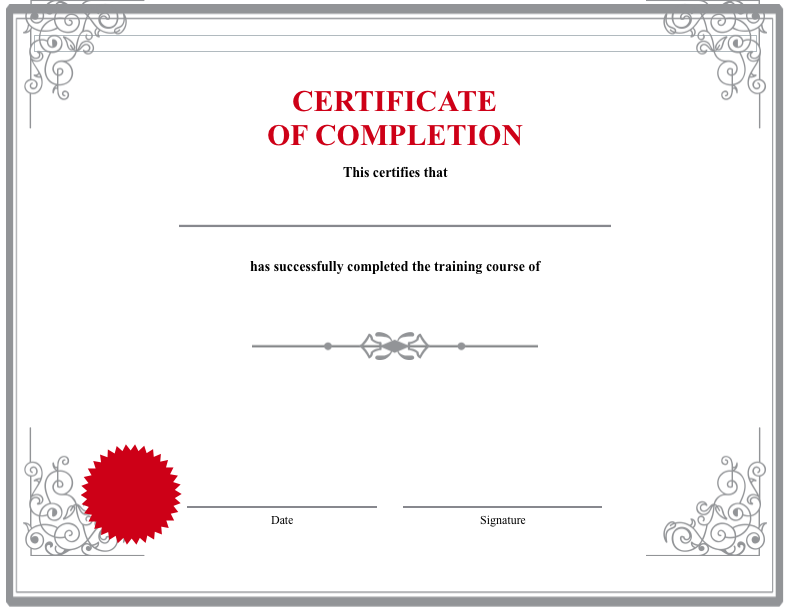 CERTIFICATE
OF COMPLETION
This certifies that
has successfully completed the training course of
Date
Signature